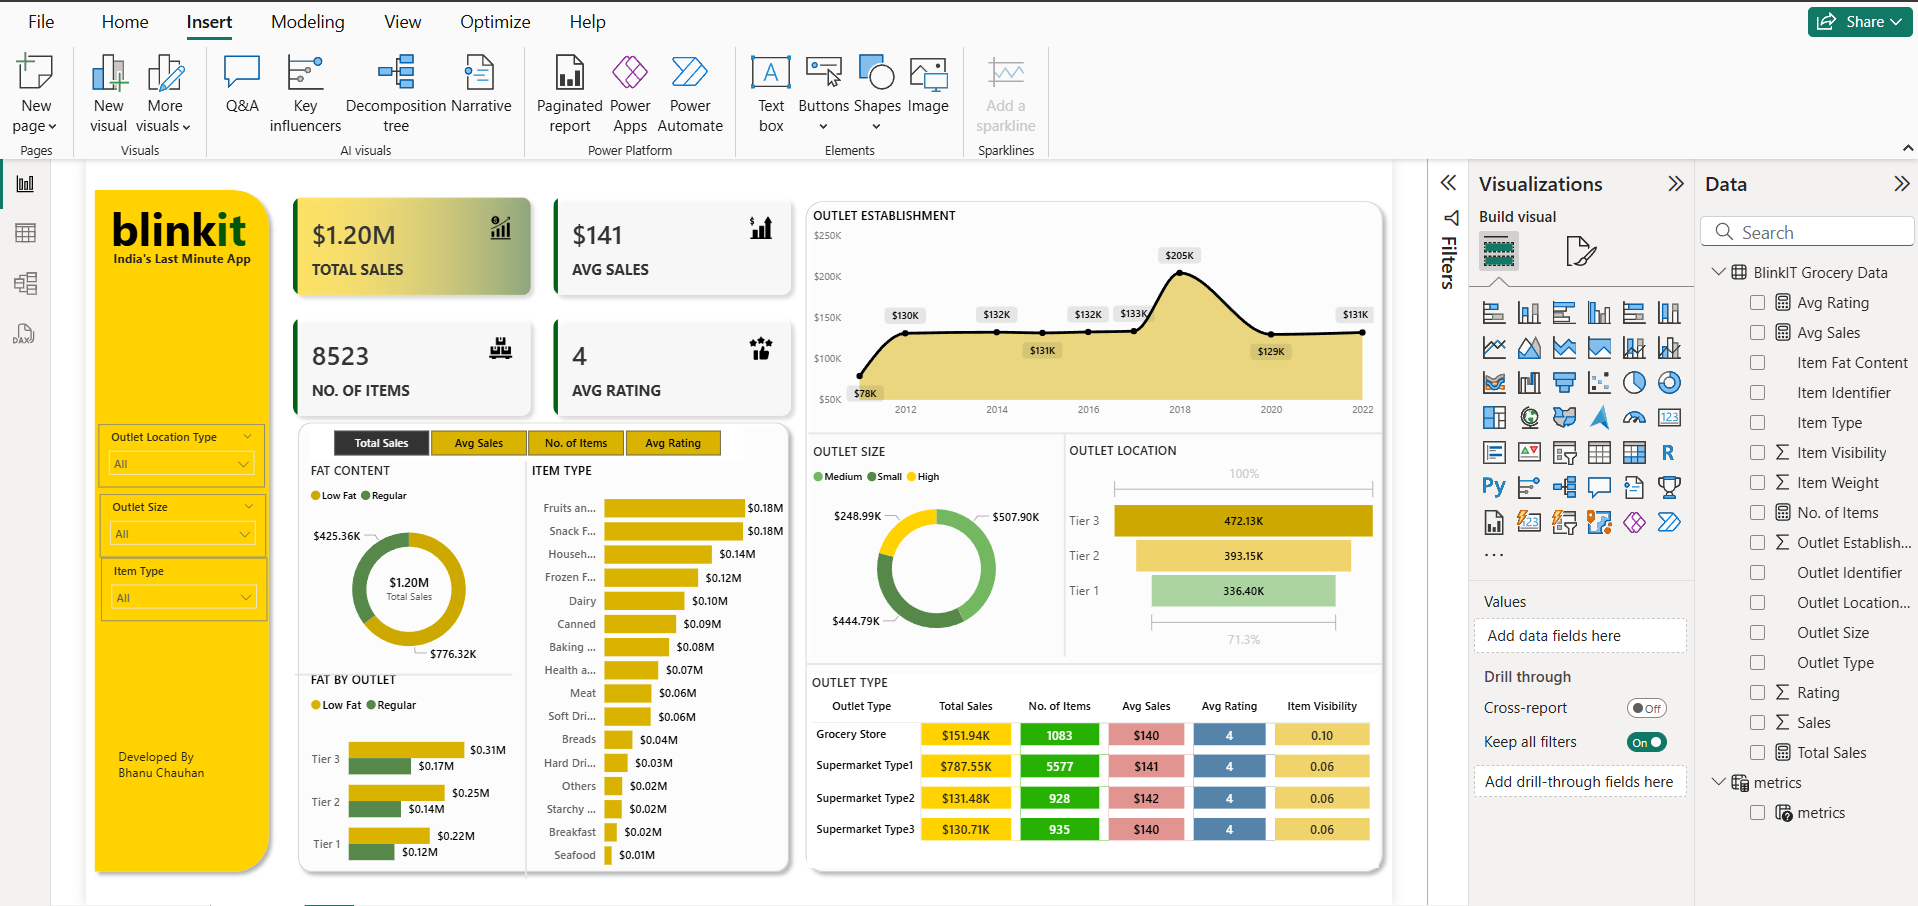 File Home Insert Modeling View Optimize Help
Share
New page
New visual
More visuals
Q&A
Key influencers
Decomposition tree
Narrative
Paginated report
Power Apps
Power Automate
Text box
Buttons
Shapes
Image
Add a sparkline
Pages
Visuals
AI visuals
Power Platform
Elements
Sparklines
blinkit
India's Last Minute App
Outlet Location Type
All
Outlet Size
All
Item Type
All
Developed By
Bhanu Chauhan
$1.20M
TOTAL SALES
$141
AVG SALES
8523
NO. OF ITEMS
4
AVG RATING
Total Sales Avg Sales No. of Items Avg Rating
FAT CONTENT
Low Fat Regular
$425.36K
$1.20M
Total Sales
$776.32K
FAT BY OUTLET
Low Fat Regular
Tier 3 $0.31M
$0.17M
Tier 2 $0.25M
$0.14M
Tier 1 $0.22M
$0.12M
ITEM TYPE
Fruits an... $0.18M
Snack F... $0.18M
Househ... $0.14M
Frozen F... $0.12M
Dairy $0.10M
Canned $0.09M
Baking ... $0.08M
Health a... $0.07M
Meat $0.06M
Soft Dri... $0.06M
Breads $0.04M
Hard Dri... $0.03M
Others $0.02M
Starchy ... $0.02M
Breakfast $0.02M
Seafood $0.01M
OUTLET ESTABLISHMENT
$250K
$200K
$150K
$100K
$50K
$78K
$130K
$132K
$131K
$132K
$133K
$205K
$129K
$131K
2012 2014 2016 2018 2020 2022
OUTLET SIZE
Medium Small High
$248.99K
$507.90K
$444.79K
OUTLET LOCATION
100%
Tier 3 472.13K
Tier 2 393.15K
Tier 1 336.40K
71.3%
OUTLET TYPE
Outlet Type Total Sales No. of Items Avg Sales Avg Rating Item Visibility
Grocery Store $151.94K 1083 $140 4 0.10
Supermarket Type1 $787.55K 5577 $141 4 0.06
Supermarket Type2 $131.48K 928 $142 4 0.06
Supermarket Type3 $130.71K 935 $140 4 0.06
Filters
Visualizations
Build visual
123
R
Py
123
...
Values
Add data fields here
Drill through
Cross-report Off
Keep all filters On
Add drill-through fields here
Data
Search
BlinkIT Grocery Data
Avg Rating
Avg Sales
Item Fat Content
Item Identifier
Item Type
Item Visibility
Item Weight
No. of Items
Outlet Establish...
Outlet Identifier
Outlet Location...
Outlet Size
Outlet Type
Rating
Sales
Total Sales
metrics
metrics
DAX